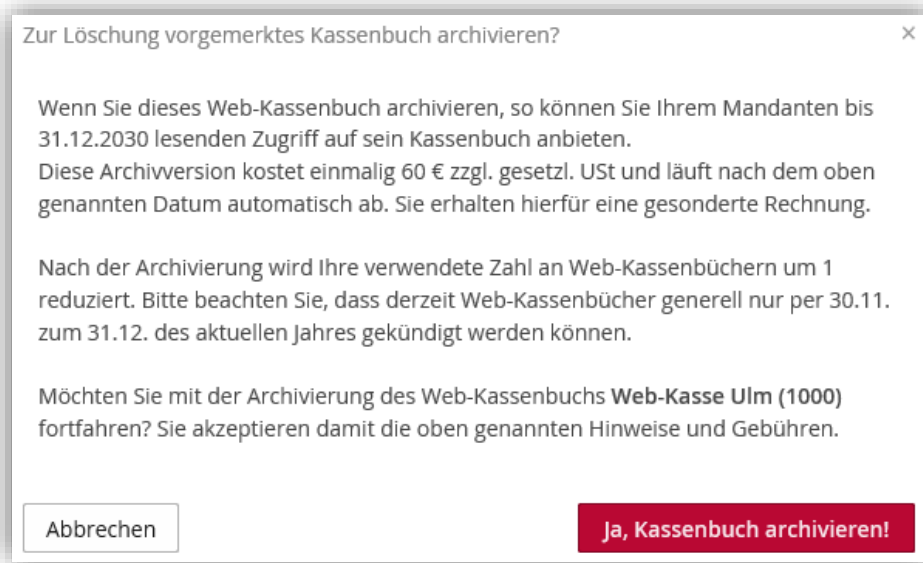 Zur Löschung vorgemerktes Kassenbuch archivieren?
×
Wenn Sie dieses Web-Kassenbuch archivieren, so können Sie Ihrem Mandanten bis
31.12.2030 lesenden Zugriff auf sein Kassenbuch anbieten.
Diese Archivversion kostet einmalig 60 € zzgl. gesetzl. USt und läuft nach dem oben
genannten Datum automatisch ab. Sie erhalten hierfür eine gesonderte Rechnung.
Nach der Archivierung wird Ihre verwendete Zahl an Web-Kassenbüchern um 1
reduziert. Bitte beachten Sie, dass derzeit Web-Kassenbücher generell nur per 30.11.
zum 31.12. des aktuellen Jahres gekündigt werden können.
Möchten Sie mit der Archivierung des Web-Kassenbuchs Web-Kasse Ulm (1000)
fortfahren? Sie akzeptieren damit die oben genannten Hinweise und Gebühren.
Abbrechen
Ja, Kassenbuch archivieren!